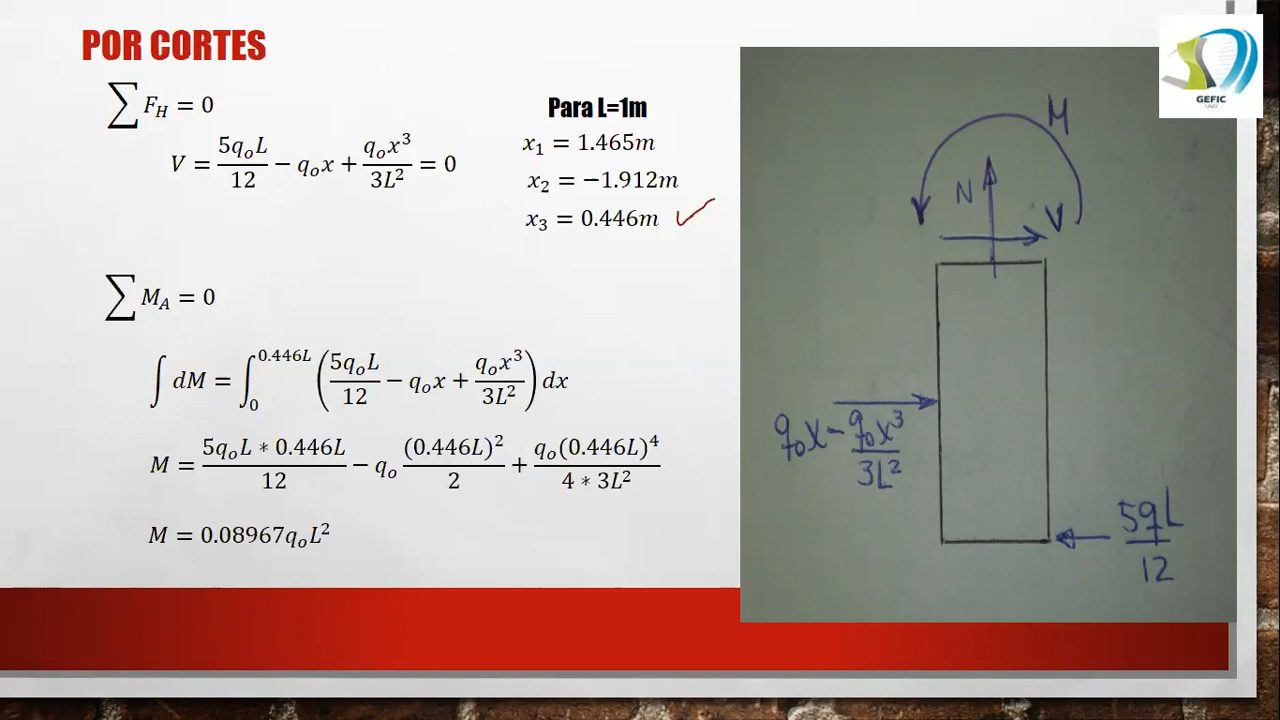 POR CORTES
∑ F_H = 0
V = 5q_oL/12 − q_ox + q_ox³/3L² = 0
Para L=1m
x₁ = 1.465m
x₂ = −1.912m
x₃ = 0.446m ✓
∑ M_A = 0
∫ dM = ∫₀^0.446L (5q_oL/12 − q_ox + q_ox³/3L²) dx
M = 5q_oL ∗ 0.446L/12 − q_o (0.446L)²/2 + q_o(0.446L)⁴/4 ∗ 3L²
M = 0.08967q_oL²
GEFIC
M
N
V
q₀x − q₀x³/3L²
5qL/12